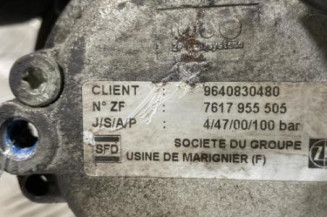 CLIENT : 9640830480
N° ZF : 7617 955 505
J/S/A/P : 4/47/00/100 bar
SFD SOCIETE DU GROUPE
USINE DE MARIGNIER (F)